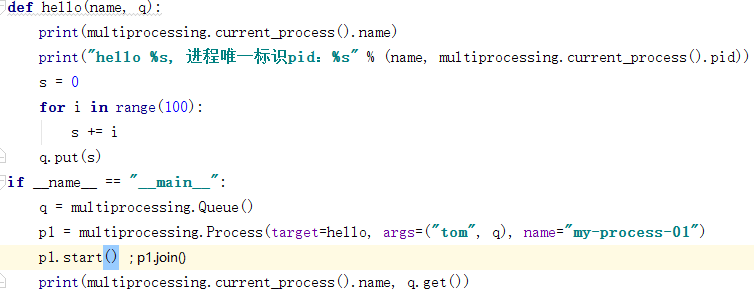 def hello(name, q):
    print(multiprocessing.current_process().name)
    print("hello %s, 进程唯一标识pid: %s" % (name, multiprocessing.current_process().pid))
    s = 0
    for i in range(100):
        s += i
    q.put(s)
if __name__ == "__main__":
    q = multiprocessing.Queue()
    p1 = multiprocessing.Process(target=hello, args=("tom", q), name="my-process-01")
    p1.start() ; p1.join()
    print(multiprocessing.current_process().name, q.get())